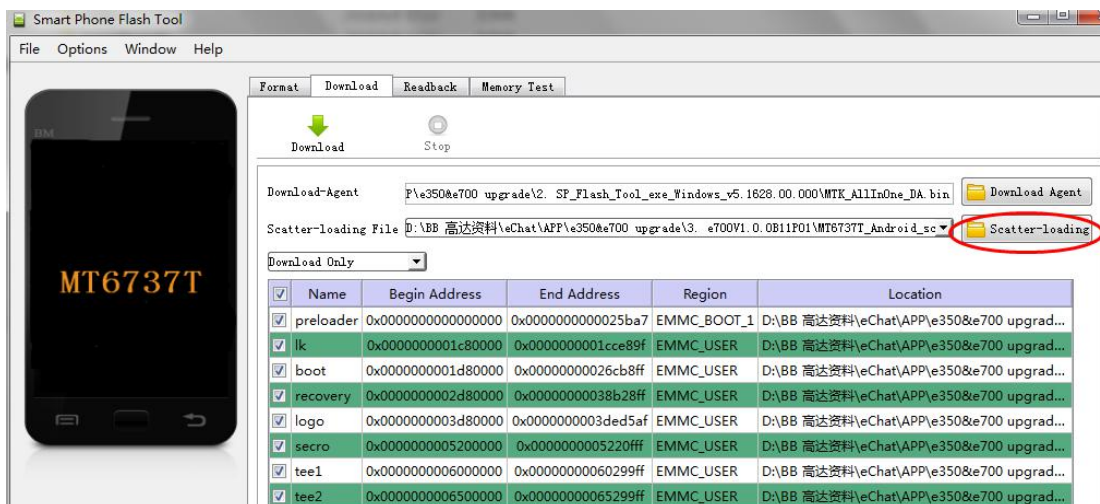 Smart Phone Flash Tool
File Options Window Help
Format Download Readback Memory Test
BM
Download Stop
Download-Agent P\e350&e700 upgrade\2. SP_Flash_Tool_exe_Windows_v5.1628.00.000\MTK_AllInOne_DA.bin Download Agent
Scatter-loading File D:\BB 高达资料\eChat\APP\e350&e700 upgrade\3. e700V1.0.0B11P01\MT6737T_Android_sc Scatter-loading
Download Only
MT6737T
Name Begin Address End Address Region Location
preloader 0x0000000000000000 0x0000000000025ba7 EMMC_BOOT_1 D:\BB 高达资料\eChat\APP\e350&e700 upgrad...
lk 0x0000000001c80000 0x0000000001cce89f EMMC_USER D:\BB 高达资料\eChat\APP\e350&e700 upgrad...
boot 0x0000000001d80000 0x00000000026cb8ff EMMC_USER D:\BB 高达资料\eChat\APP\e350&e700 upgrad...
recovery 0x0000000002d80000 0x00000000038b28ff EMMC_USER D:\BB 高达资料\eChat\APP\e350&e700 upgrad...
logo 0x0000000003d80000 0x0000000003ded5af EMMC_USER D:\BB 高达资料\eChat\APP\e350&e700 upgrad...
secro 0x0000000005200000 0x0000000005220fff EMMC_USER D:\BB 高达资料\eChat\APP\e350&e700 upgrad...
tee1 0x0000000006000000 0x00000000060299ff EMMC_USER D:\BB 高达资料\eChat\APP\e350&e700 upgrad...
tee2 0x0000000006500000 0x00000000065299ff EMMC_USER D:\BB 高达资料\eChat\APP\e350&e700 upgrad...